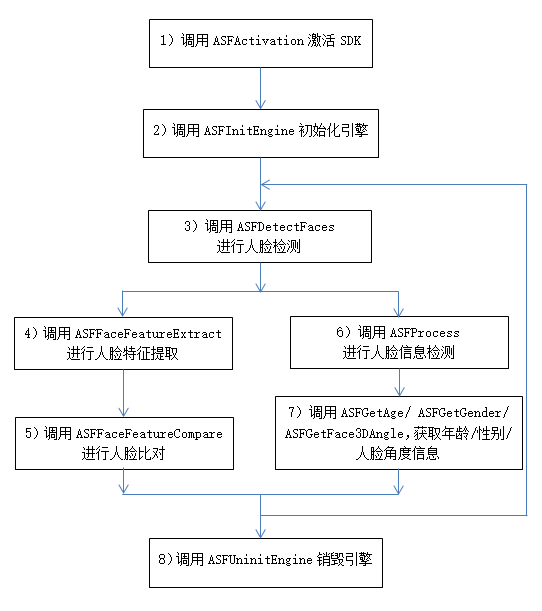 1）调用 ASFActivation 激活 SDK
2）调用 ASFInitEngine 初始化引擎
3）调用 ASFDetectFaces
进行人脸检测
4）调用 ASFFaceFeatureExtract
进行人脸特征提取
6）调用 ASFProcess
进行人脸信息检测
5）调用 ASFFaceFeatureCompare
进行人脸比对
7）调用 ASFGetAge/ ASFGetGender/
ASFGetFace3DAngle,获取年龄/性别/
人脸角度信息
8）调用 ASFUninitEngine 销毁引擎